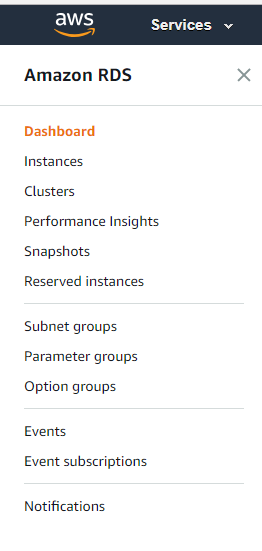 aws
Services
Amazon RDS
Dashboard
Instances
Clusters
Performance Insights
Snapshots
Reserved instances
Subnet groups
Parameter groups
Option groups
Events
Event subscriptions
Notifications